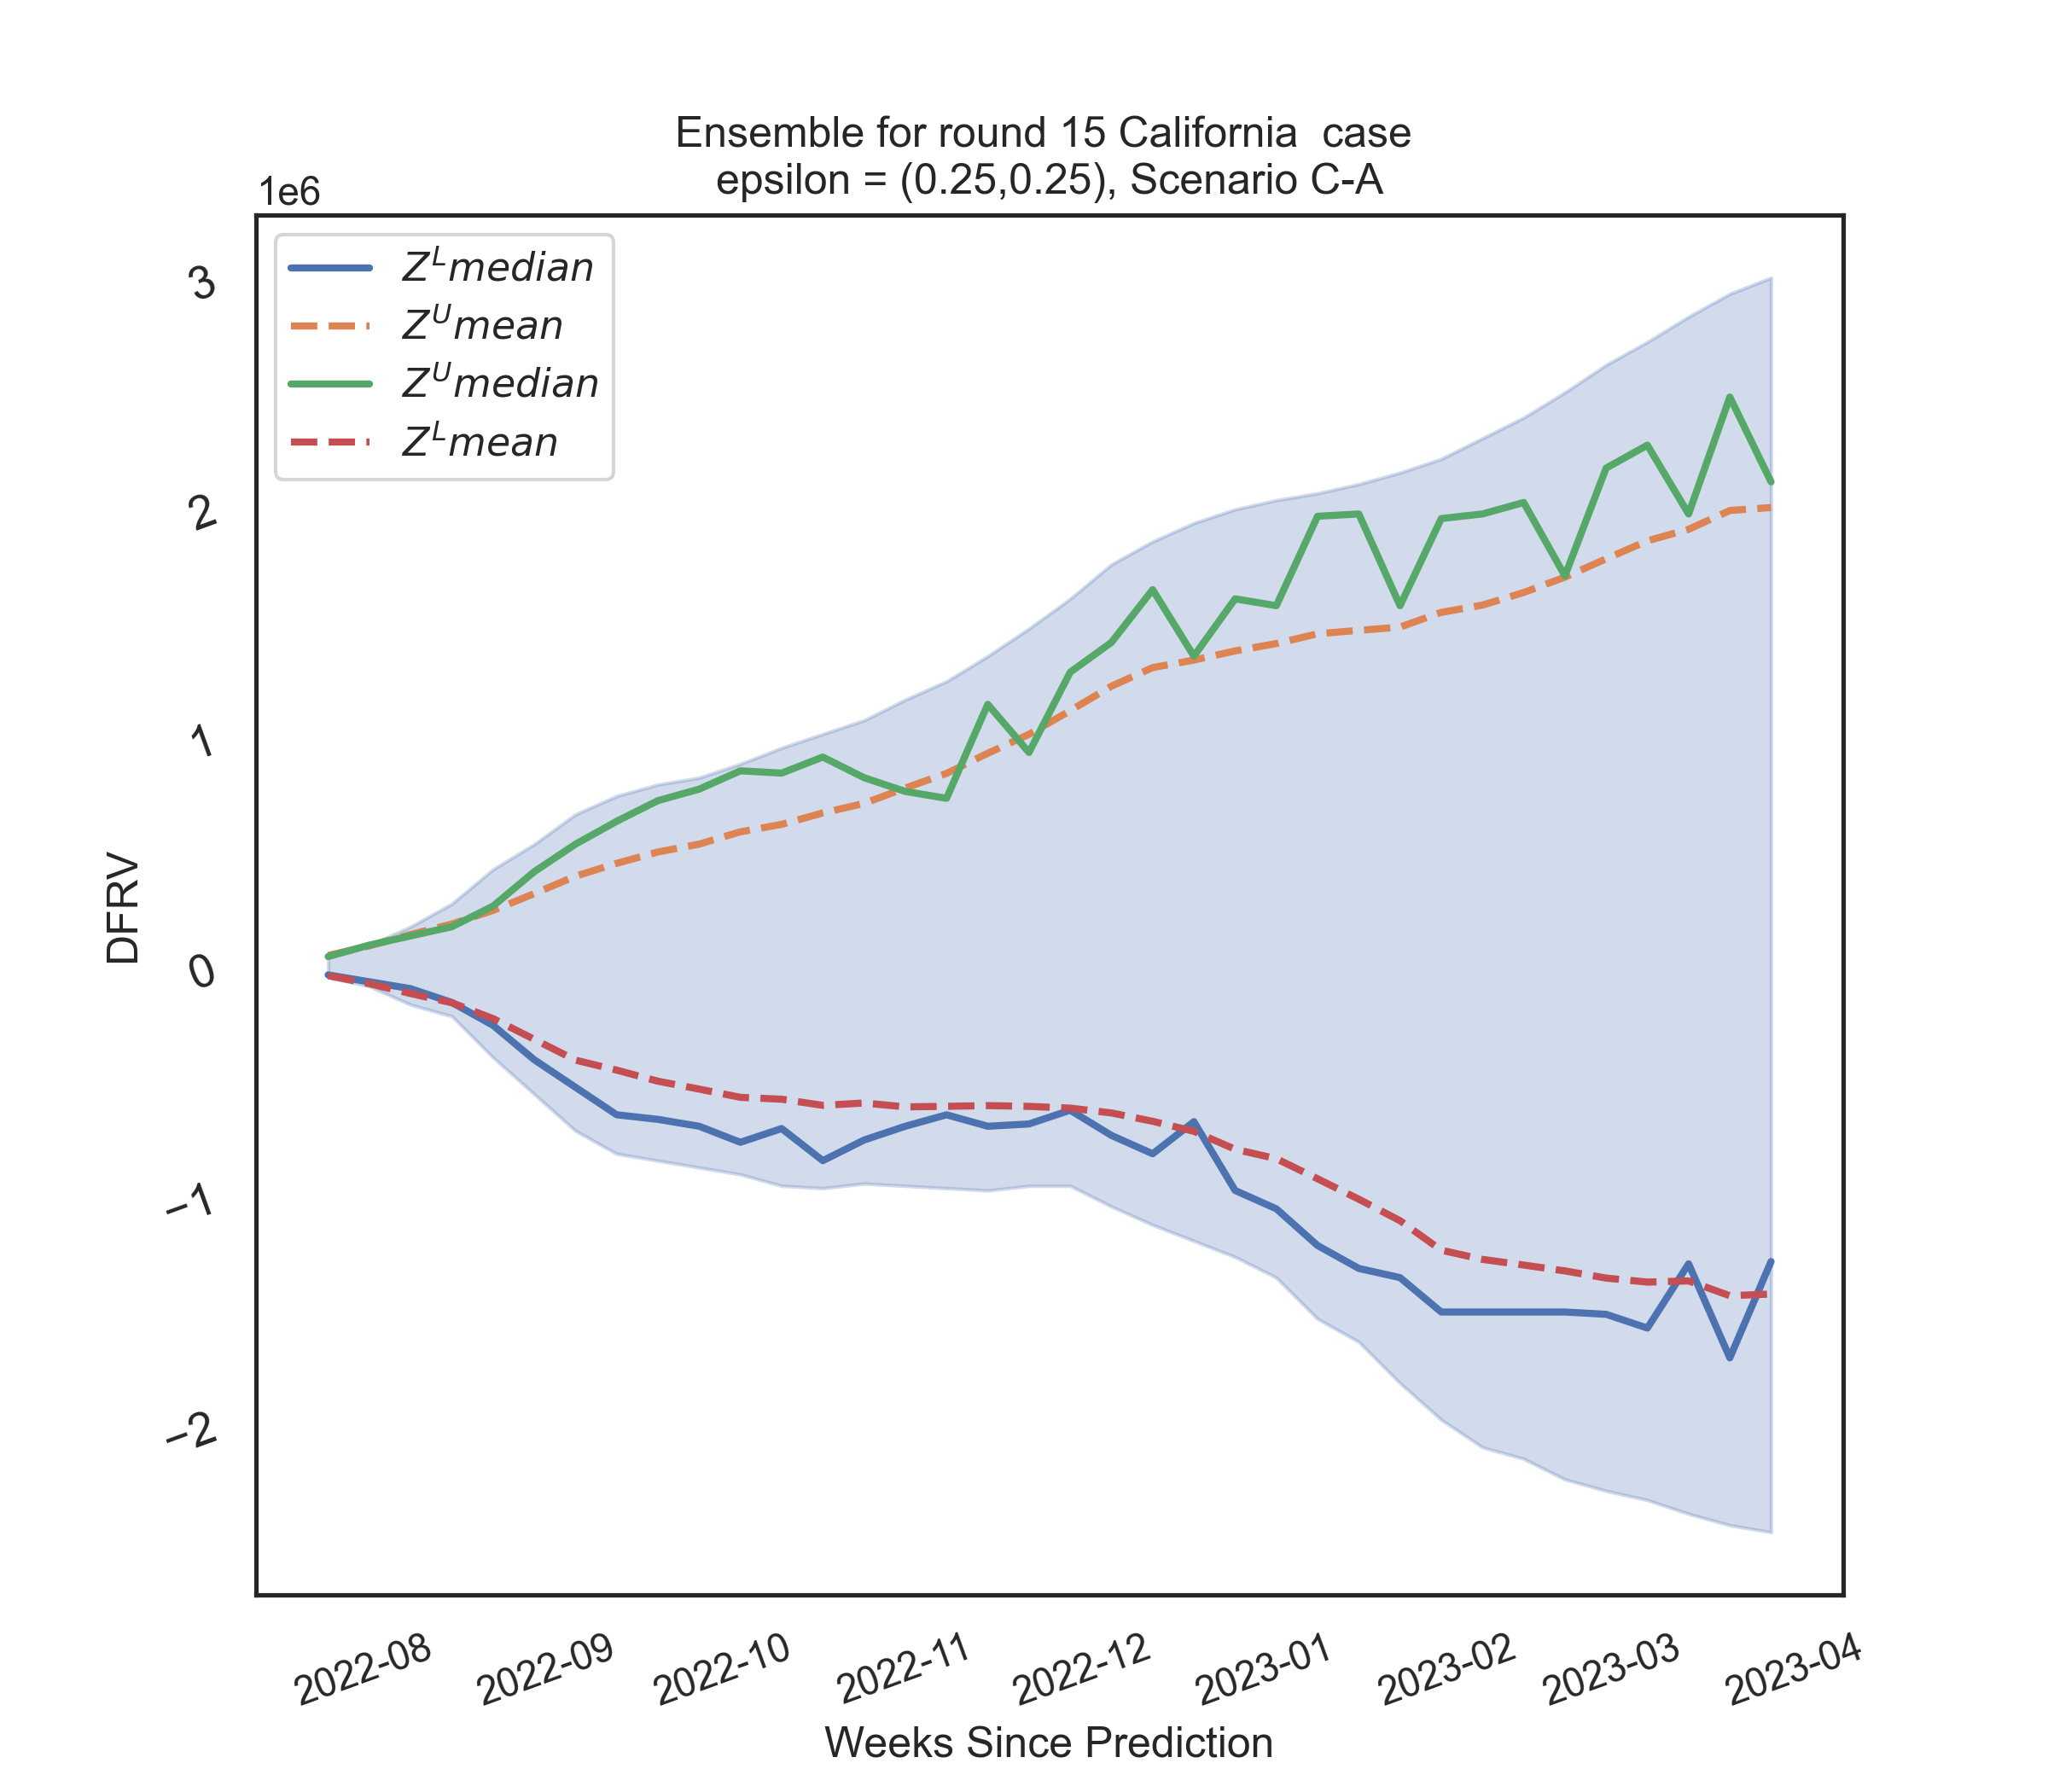 Ensemble for round 15 California  case
epsilon = (0.25,0.25), Scenario C-A
1e6
Z^L median
Z^U mean
Z^U median
Z^L mean
3
2
1
0
−1
−2
DFRV
2022-08
2022-09
2022-10
2022-11
2022-12
2023-01
2023-02
2023-03
2023-04
Weeks Since Prediction